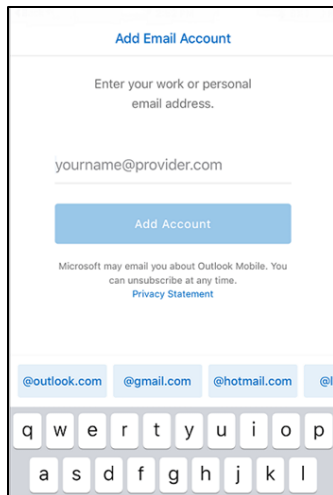 Add Email Account
Enter your work or personal
email address.
yourname@provider.com
Add Account
Microsoft may email you about Outlook Mobile. You
can unsubscribe at any time.
Privacy Statement
@outlook.com @gmail.com @hotmail.com
q w e r t y u i o p
a s d f g h j k l